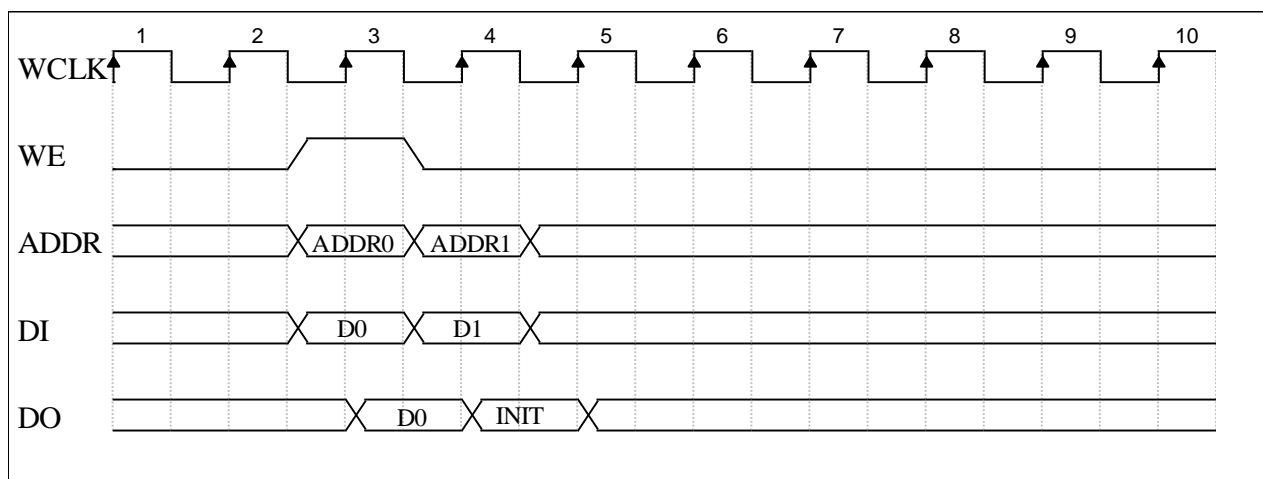 1 2 3 4 5 6 7 8 9 10
WCLK
WE
ADDR ADDR0 ADDR1
DI D0 D1
DO D0 INIT